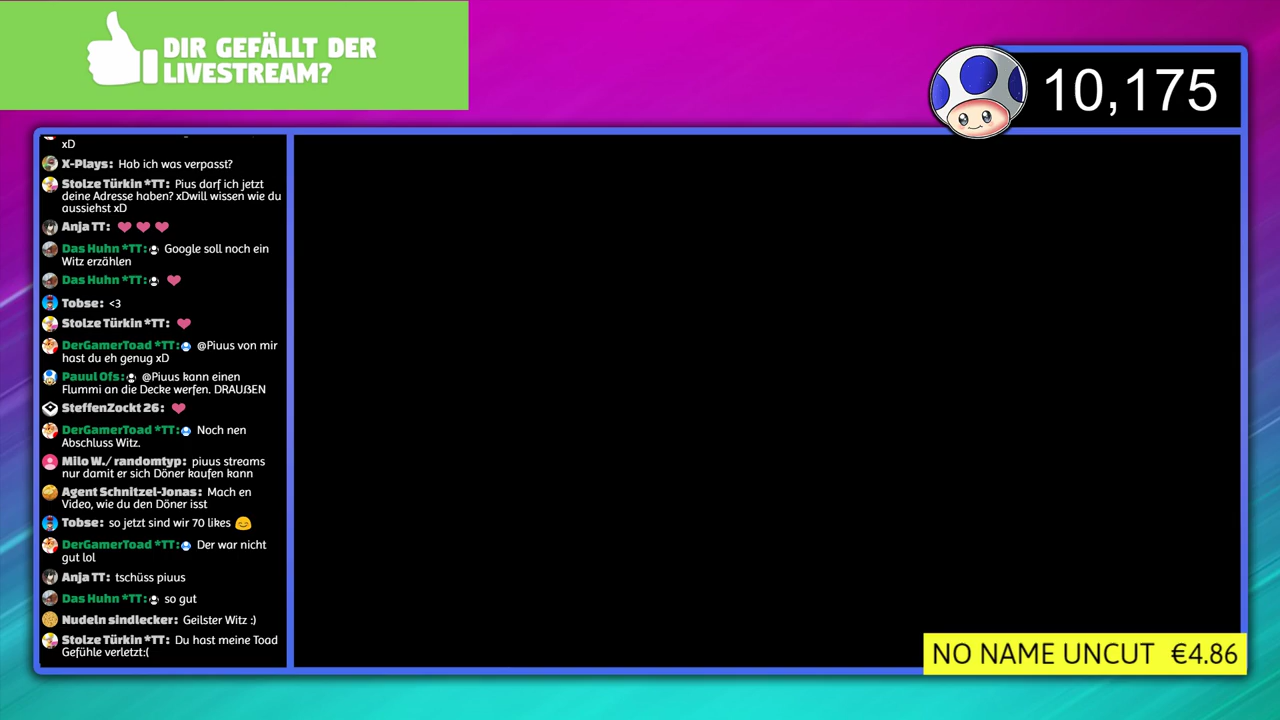 DIR GEFÄLLT DER
LIVESTREAM?
10,175
xD
X-Plays: Hab ich was verpasst?
Stolze Türkin *TT: Pius darf ich jetzt
deine Adresse haben? xDwill wissen wie du
aussiehst xD
Anja TT:
Das Huhn *TT: Google soll noch ein
Witz erzählen
Das Huhn *TT:
Tobse: <3
Stolze Türkin *TT:
DerGamerToad *TT: @Piuus von mir
hast du eh genug xD
Pauul Ofs: @Piuus kann einen
Flummi an die Decke werfen. DRAUßEN
SteffenZockt 26:
DerGamerToad *TT: Noch nen
Abschluss Witz.
Milo W./ randomtyp: piuus streams
nur damit er sich Döner kaufen kann
Agent Schnitzel-Jonas: Mach en
Video, wie du den Döner isst
Tobse: so jetzt sind wir 70 likes 😊
DerGamerToad *TT: Der war nicht
gut lol
Anja TT: tschüss piuus
Das Huhn *TT: so gut
Nudeln sindlecker: Geilster Witz :)
Stolze Türkin *TT: Du hast meine Toad
Gefühle verletzt:(
NO NAME UNCUT €4.86